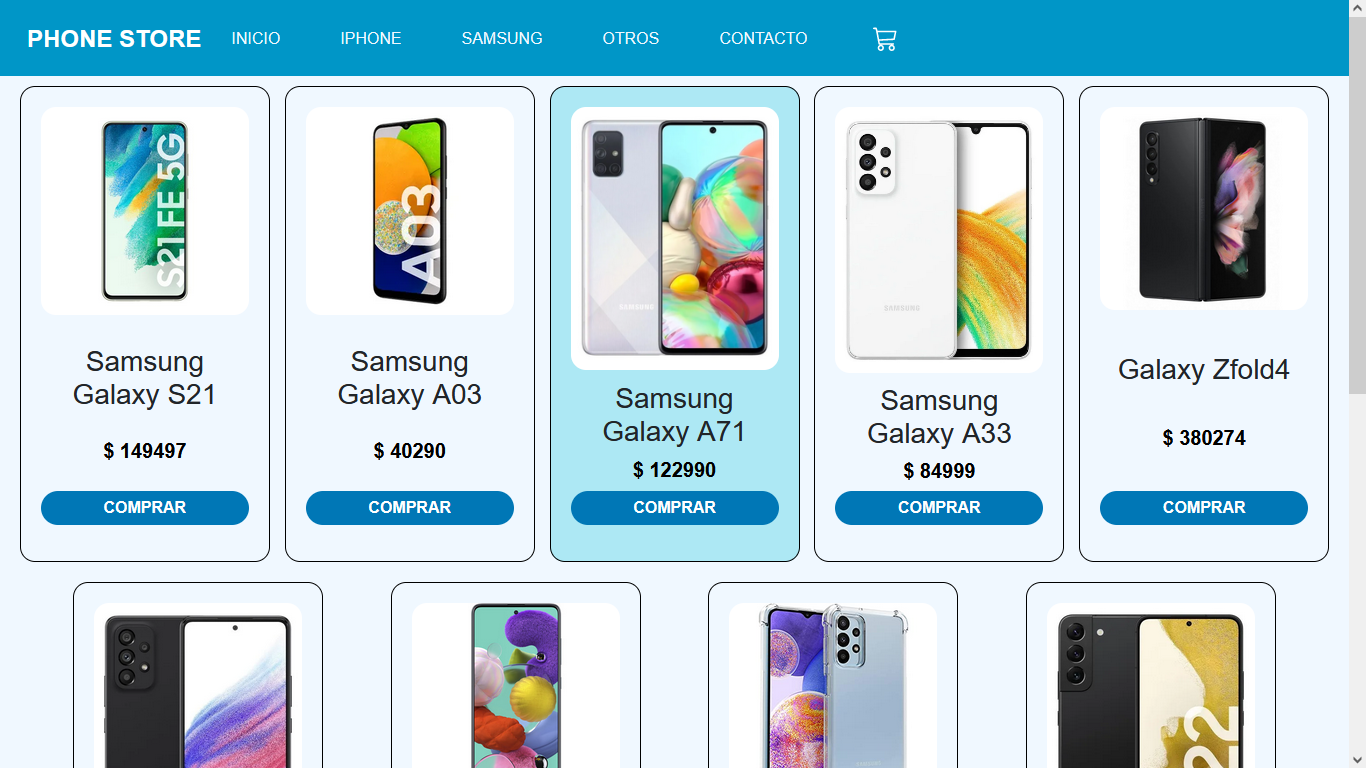 PHONE STORE INICIO IPHONE SAMSUNG OTROS CONTACTO
S21 FE 5G
A03
SAMSUNG
SAMSUNG
Samsung
Galaxy S21
$ 149497
COMPRAR
Samsung
Galaxy A03
$ 40290
COMPRAR
Samsung
Galaxy A71
$ 122990
COMPRAR
Samsung
Galaxy A33
$ 84999
COMPRAR
Galaxy Zfold4
$ 380274
COMPRAR
SAMSUNG
22